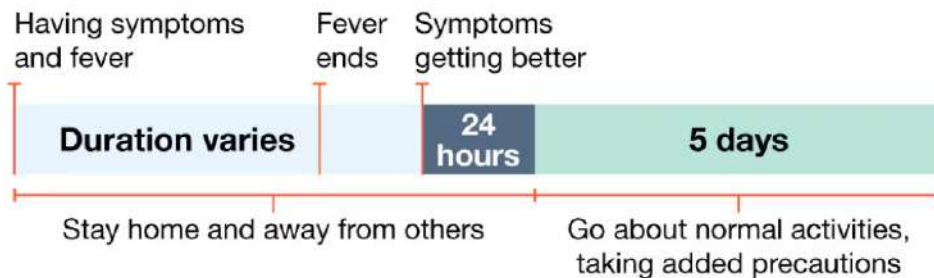 Having symptoms
and fever
Fever
ends
Symptoms
getting better
Duration varies
24
hours
5 days
Stay home and away from others
Go about normal activities,
taking added precautions